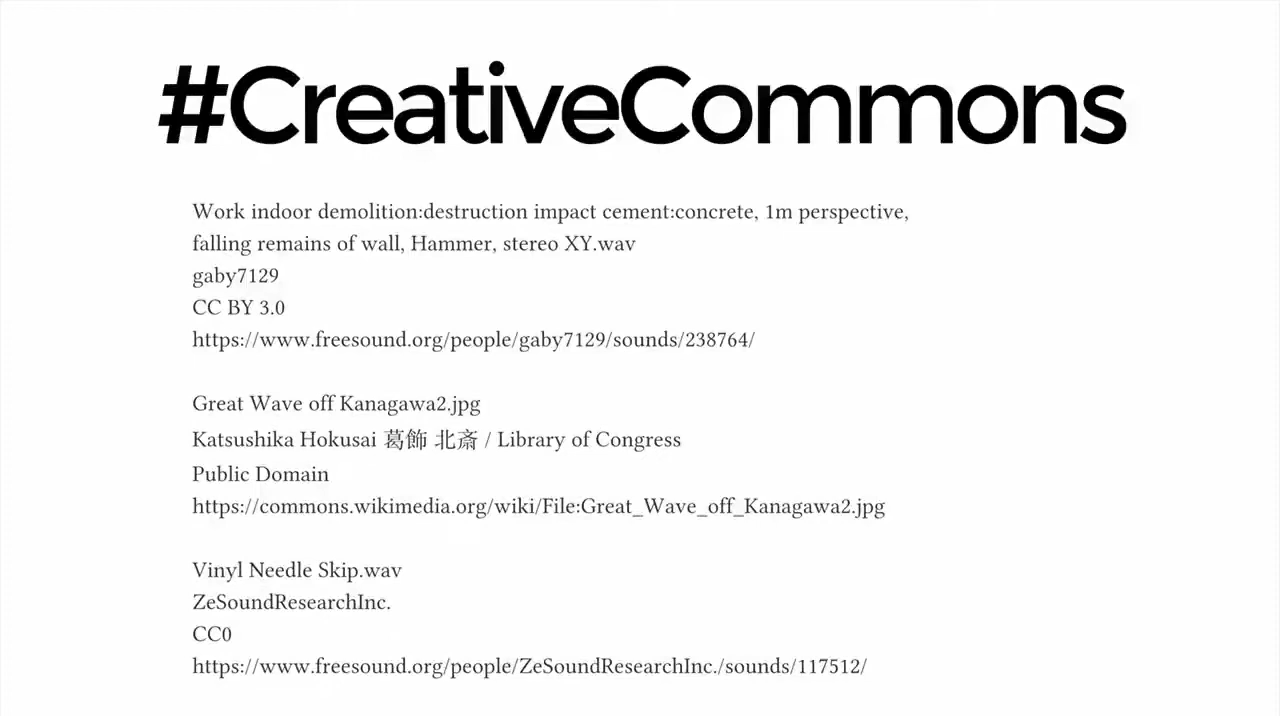 #CreativeCommons
Work indoor demolition:destruction impact cement:concrete, 1m perspective,
falling remains of wall, Hammer, stereo XY.wav
gaby7129
CC BY 3.0
https://www.freesound.org/people/gaby7129/sounds/238764/
Great Wave off Kanagawa2.jpg
Katsushika Hokusai 葛飾 北斎 / Library of Congress
Public Domain
https://commons.wikimedia.org/wiki/File:Great_Wave_off_Kanagawa2.jpg
Vinyl Needle Skip.wav
ZeSoundResearchInc.
CC0
https://www.freesound.org/people/ZeSoundResearchInc./sounds/117512/